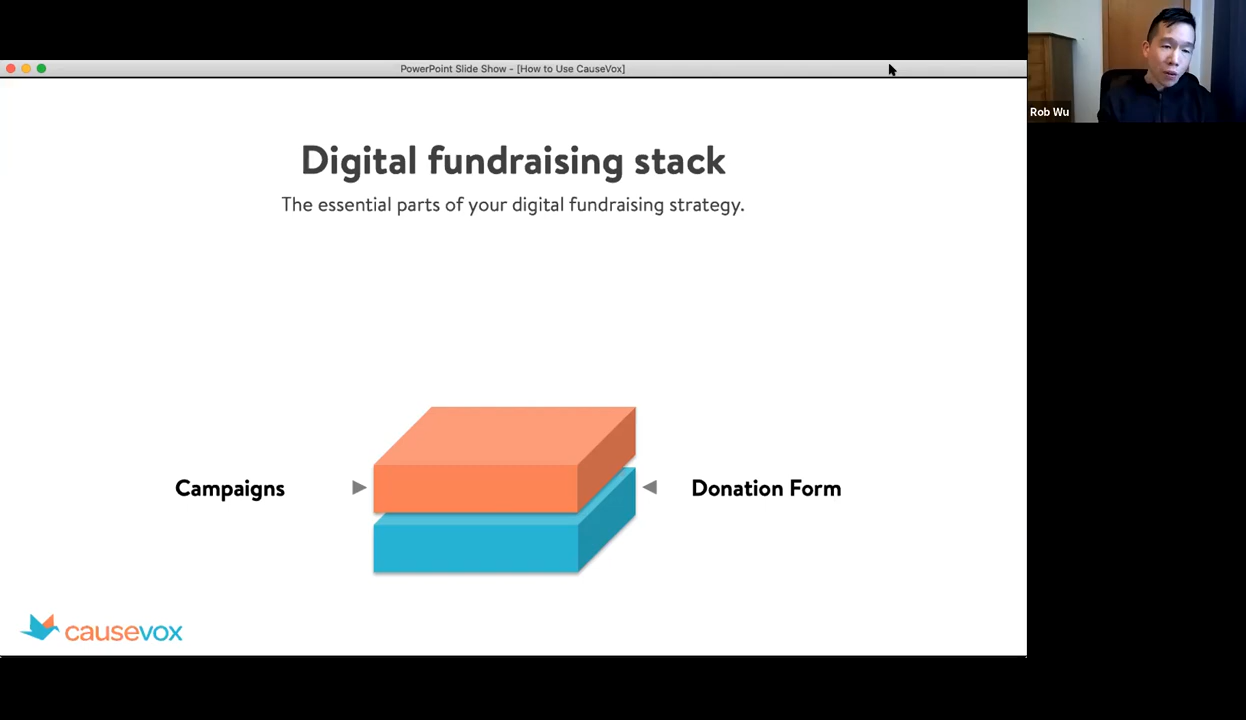 PowerPoint Slide Show - [How to Use CauseVox]
Rob Wu
Digital fundraising stack
The essential parts of your digital fundraising strategy.
Campaigns
Donation Form
causevox